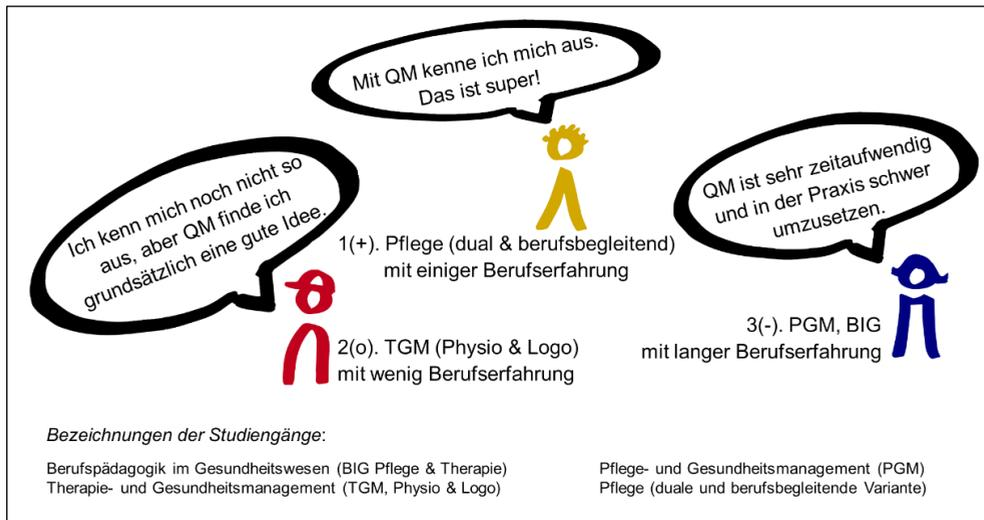 Mit QM kenne ich mich aus.
Das ist super!
Ich kenn mich noch nicht so
aus, aber QM finde ich
grundsätzlich eine gute Idee.
QM ist sehr zeitaufwendig
und in der Praxis schwer
umzusetzen.
1(+). Pflege (dual & berufsbegleitend)
mit einiger Berufserfahrung
2(o). TGM (Physio & Logo)
mit wenig Berufserfahrung
3(-). PGM, BIG
mit langer Berufserfahrung
Bezeichnungen der Studiengänge:
Berufspädagogik im Gesundheitswesen (BIG Pflege & Therapie)
Therapie- und Gesundheitsmanagement (TGM, Physio & Logo)
Pflege- und Gesundheitsmanagement (PGM)
Pflege (duale und berufsbegleitende Variante)